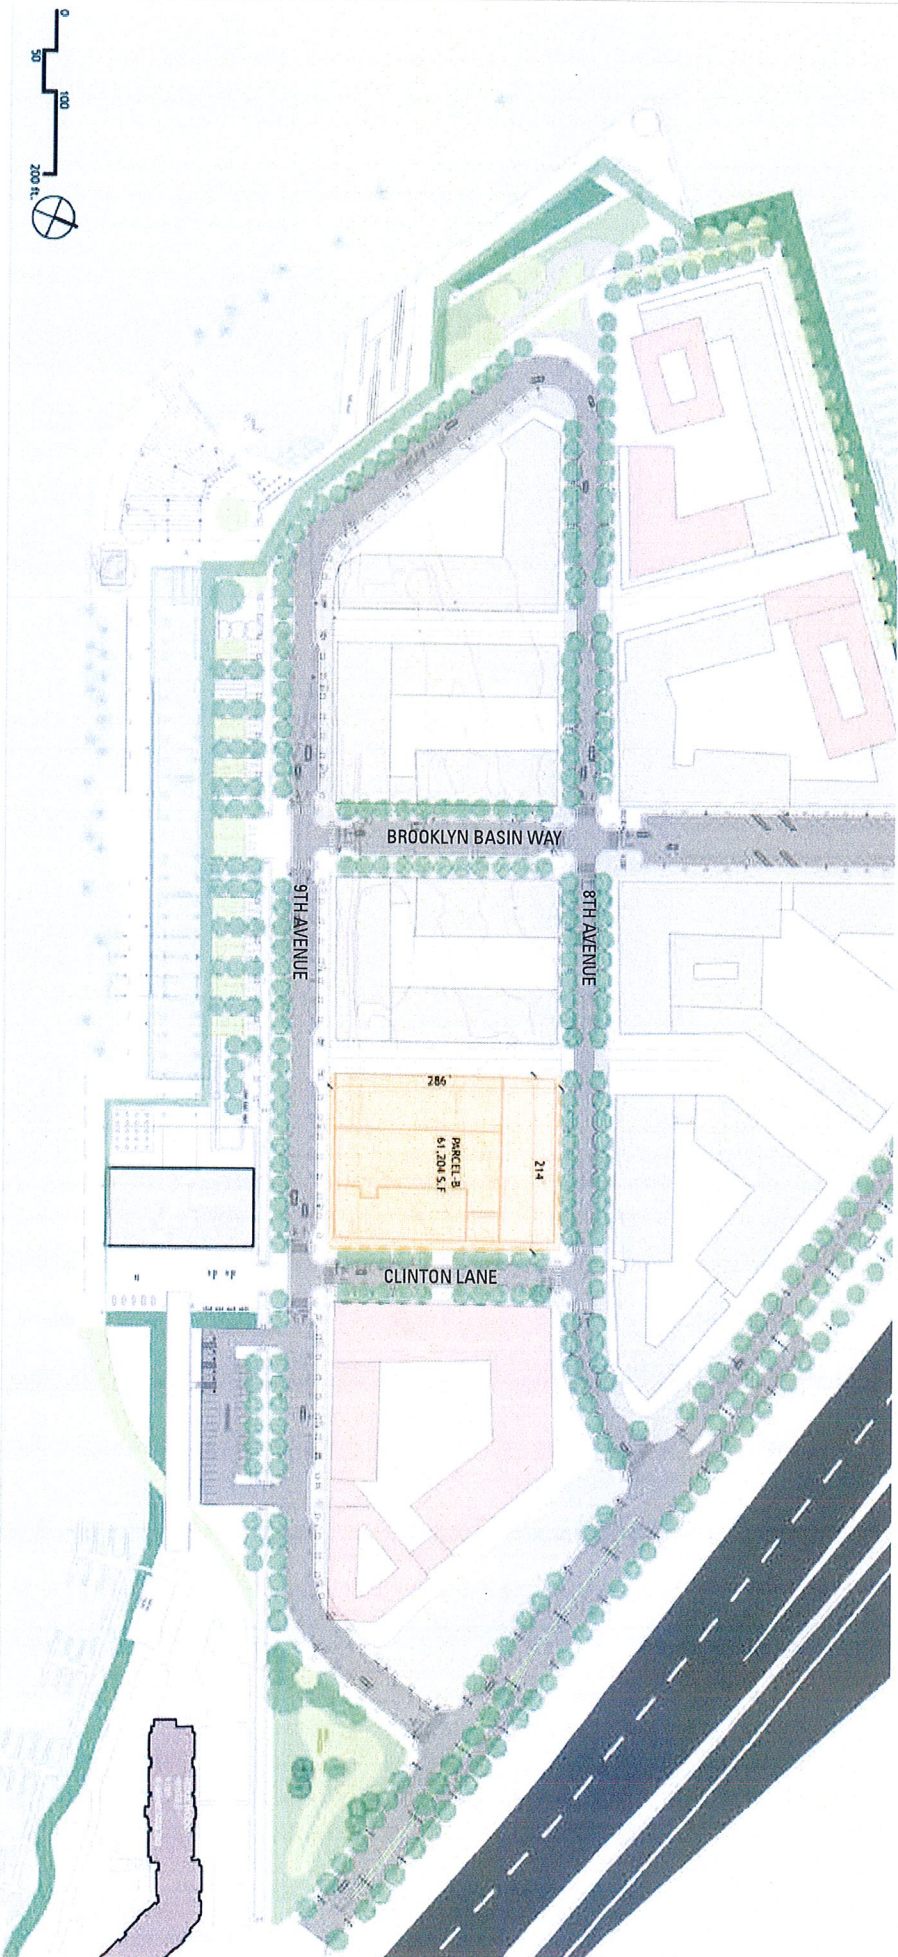 0
50
100
200 ft.
BROOKLYN BASIN WAY
9TH AVENUE
8TH AVENUE
286'
PARCEL-B
61,204 S.F
214'
CLINTON LANE